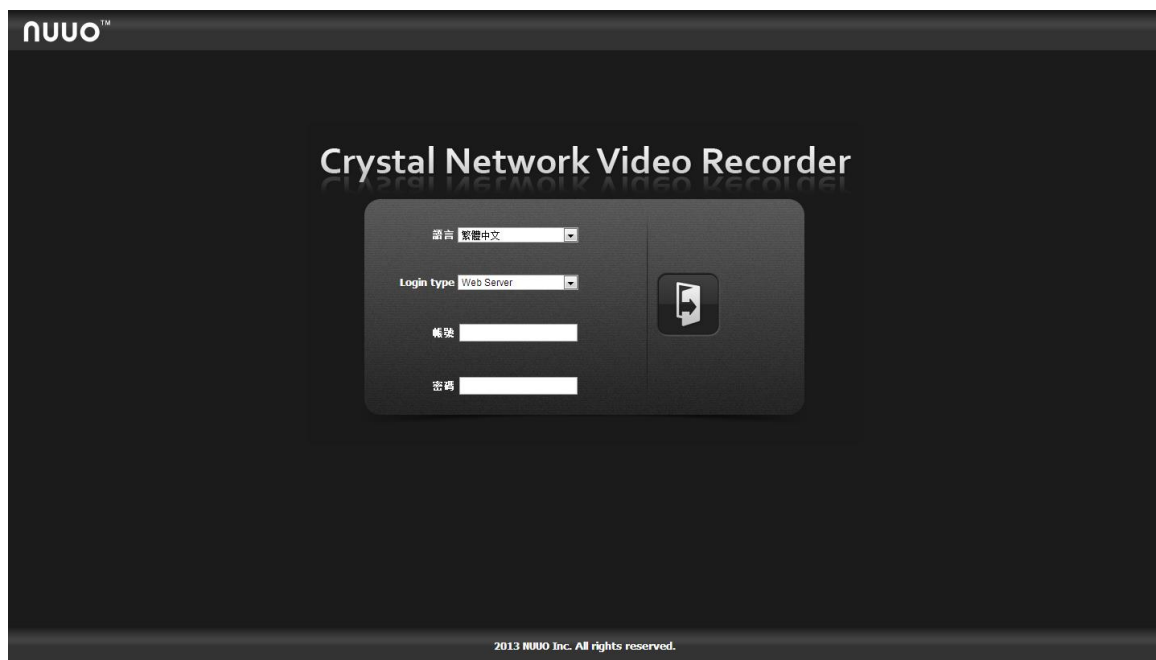 nuuo™
Crystal Network Video Recorder
語言 繁體中文
Login type Web Server
帳號
密碼
2013 NUUO Inc. All rights reserved.